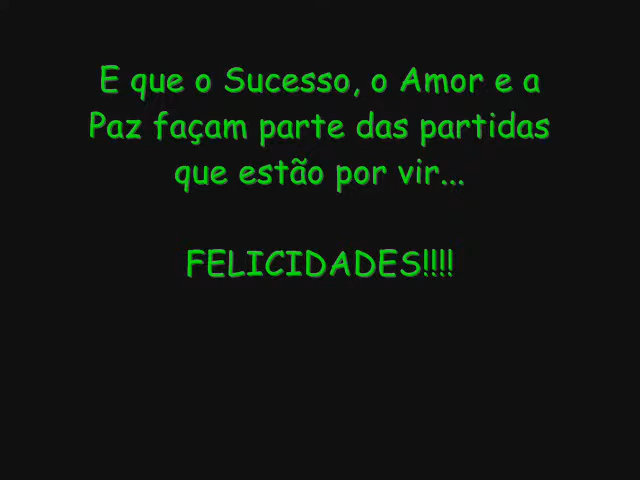 E que o Sucesso, o Amor e a
Paz façam parte das partidas
que estão por vir...
FELICIDADES!!!!